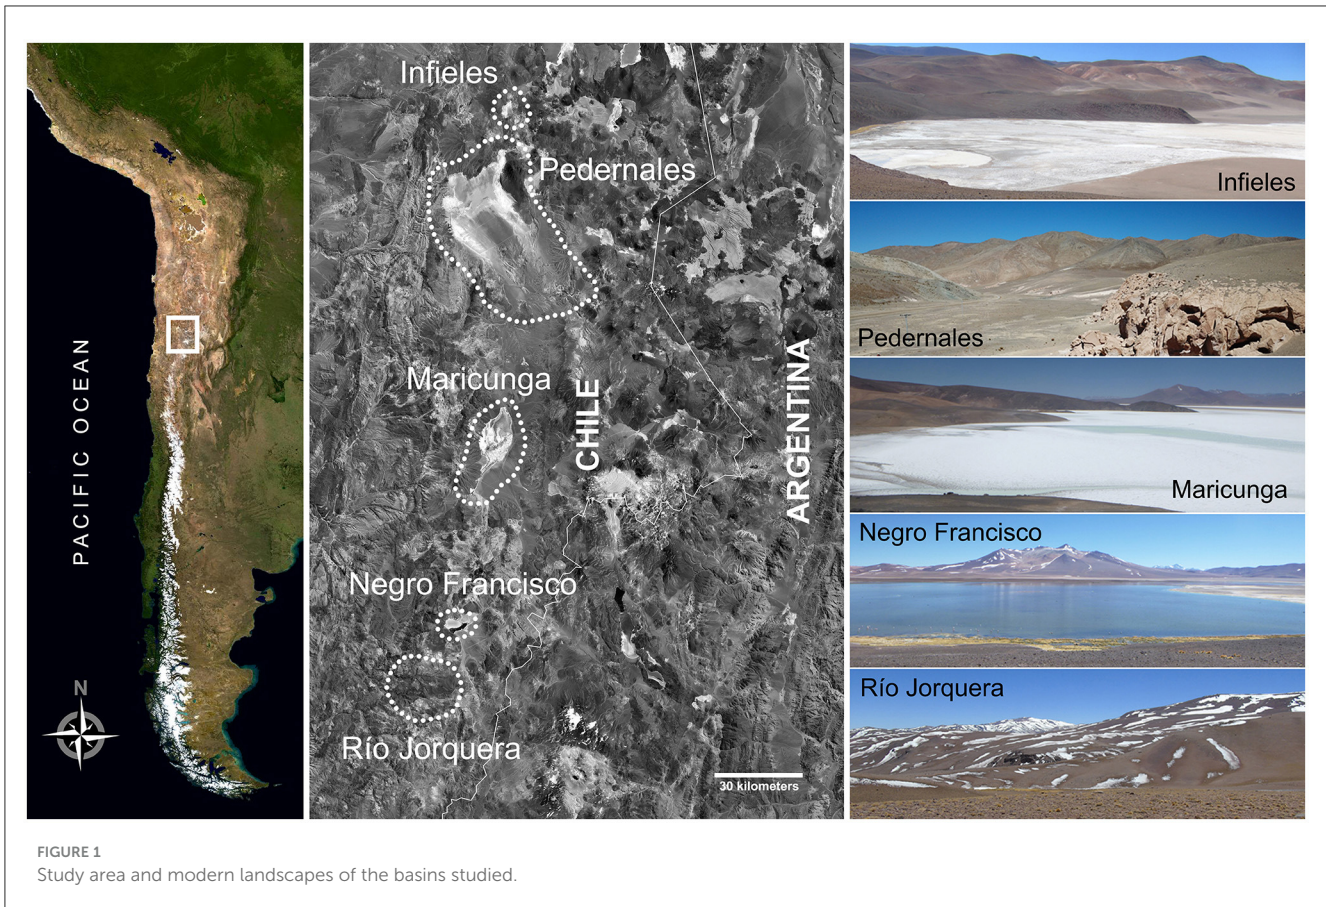 PACIFIC OCEAN
N
Infieles
Pedernales
Maricunga
CHILE
ARGENTINA
Negro Francisco
Río Jorquera
30 kilometers
Infieles
Pedernales
Maricunga
Negro Francisco
Río Jorquera
FIGURE 1
Study area and modern landscapes of the basins studied.